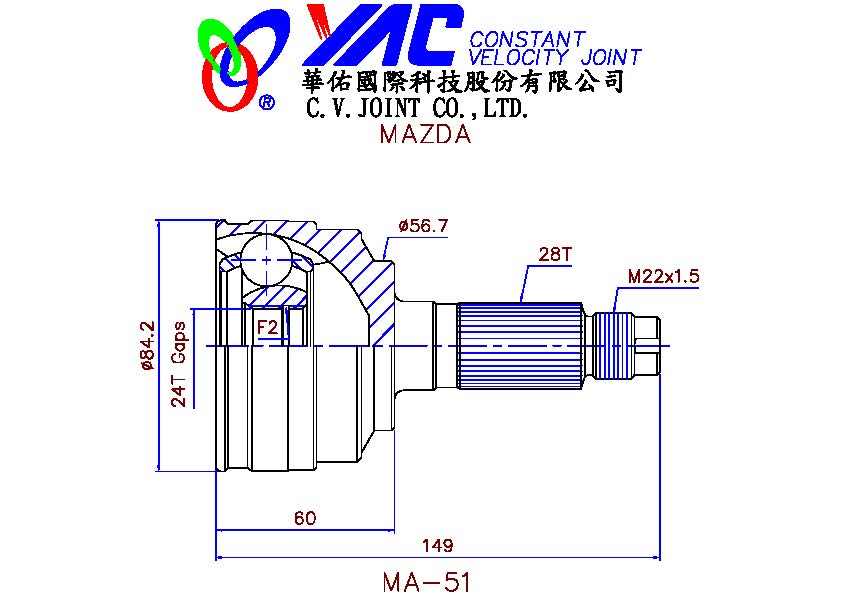 YAC CONSTANT
VELOCITY JOINT
®
華佑國際科技股份有限公司
C.V.JOINT CO.,LTD.
MAZDA
ø56.7
28T
M22x1.5
F2
ø84.2
24T Gaps
60
149
MA-51